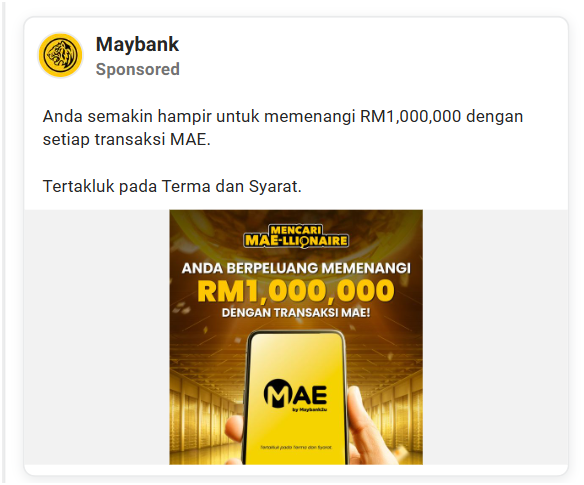 Maybank
Sponsored
Anda semakin hampir untuk memenangi RM1,000,000 dengan
setiap transaksi MAE.
Tertakluk pada Terma dan Syarat.
MENCARI
MAE-LLIONAIRE
ANDA BERPELUANG MEMENANGI
RM1,000,000
DENGAN TRANSAKSI MAE!
MAE
by Maybank2u
Tertakluk pada Terma dan Syarat